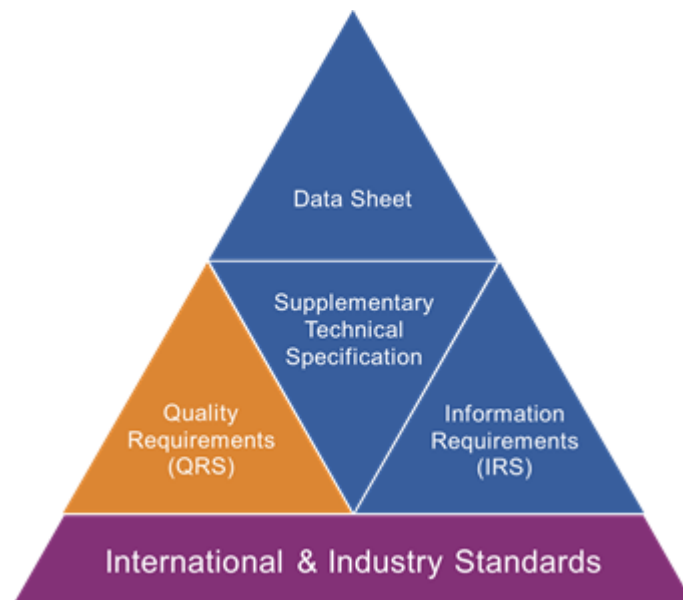 Data Sheet
Supplementary
Technical
Specification
Quality
Requirements
(QRS)
Information
Requirements
(IRS)
International & Industry Standards